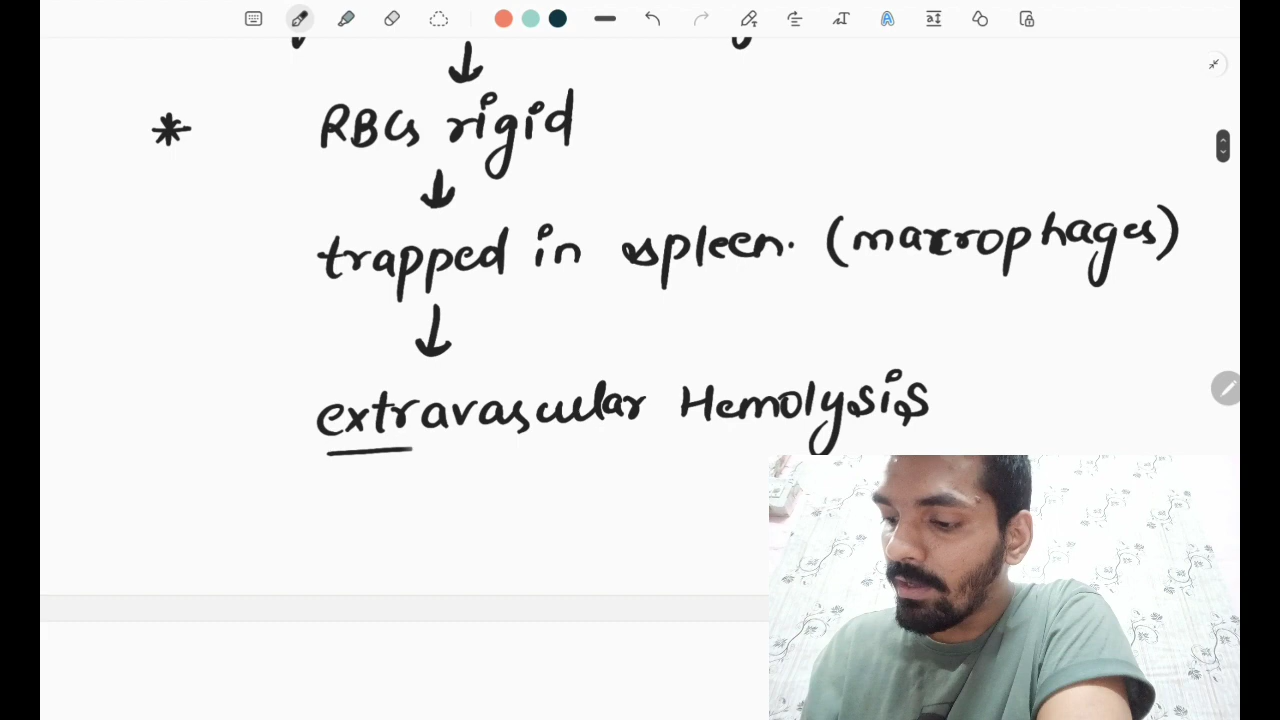 * RBCs rigid
↓
trapped in spleen. (macrophages)
↓
extravascular Hemolysis